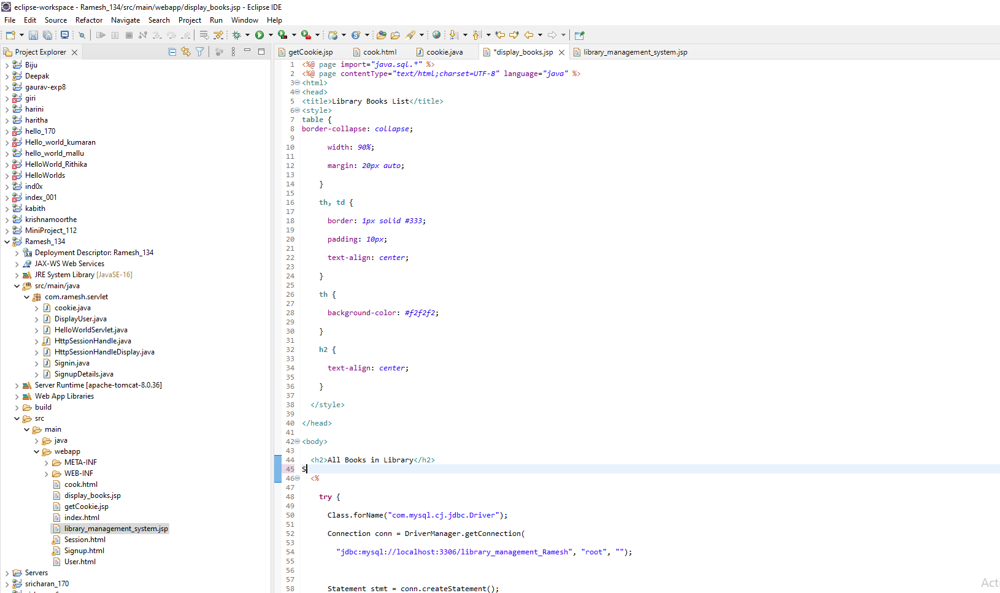 eclipse-workspace - Ramesh_134/src/main/webapp/display_books.jsp - Eclipse IDE
File Edit Source Refactor Navigate Search Project Run Window Help
Project Explorer
Biju
Deepak
gaurav-exp8
giri
harini
haritha
hello_170
Hello_world_kumaran
hello_world_mallu
HelloWorld_Rithika
HelloWorlds
ind0x
index_001
kabith
krishnamoorthe
MiniProject_112
Ramesh_134
Deployment Descriptor: Ramesh_134
JAX-WS Web Services
JRE System Library [JavaSE-16]
src/main/java
com.ramesh.servlet
cookie.java
DisplayUser.java
HelloWorldServlet.java
HttpSessionHandle.java
HttpSessionHandleDisplay.java
Signin.java
SignupDetails.java
Server Runtime [apache-tomcat-8.0.36]
Web App Libraries
build
src
main
java
webapp
META-INF
WEB-INF
cook.html
display_books.jsp
getCookie.jsp
index.html
library_management_system.jsp
Session.html
Signup.html
User.html
Servers
sricharan_170
getCookie.jsp cook.html cookie.java *display_books.jsp library_management_system.jsp
1 <%@ page import="java.sql.*" %>
2 <%@ page contentType="text/html;charset=UTF-8" language="java" %>
3 <html>
4 <head>
5 <title>Library Books List</title>
6 <style>
7 table {
8 border-collapse: collapse;
9
10 width: 90%;
11
12 margin: 20px auto;
13
14 }
15
16 th, td {
17
18 border: 1px solid #333;
19
20 padding: 10px;
21
22 text-align: center;
23
24 }
25
26 th {
27
28 background-color: #f2f2f2;
29
30 }
31
32 h2 {
33
34 text-align: center;
35
36 }
37
38 </style>
39
40 </head>
41
42 <body>
43
44 <h2>All Books in Library</h2>
45 S
46 <%
47
48 try {
49
50 Class.forName("com.mysql.cj.jdbc.Driver");
51
52 Connection conn = DriverManager.getConnection(
53
54 "jdbc:mysql://localhost:3306/library_management_Ramesh", "root", "");
55
56
57
58 Statement stmt = conn.createStatement();
Acti